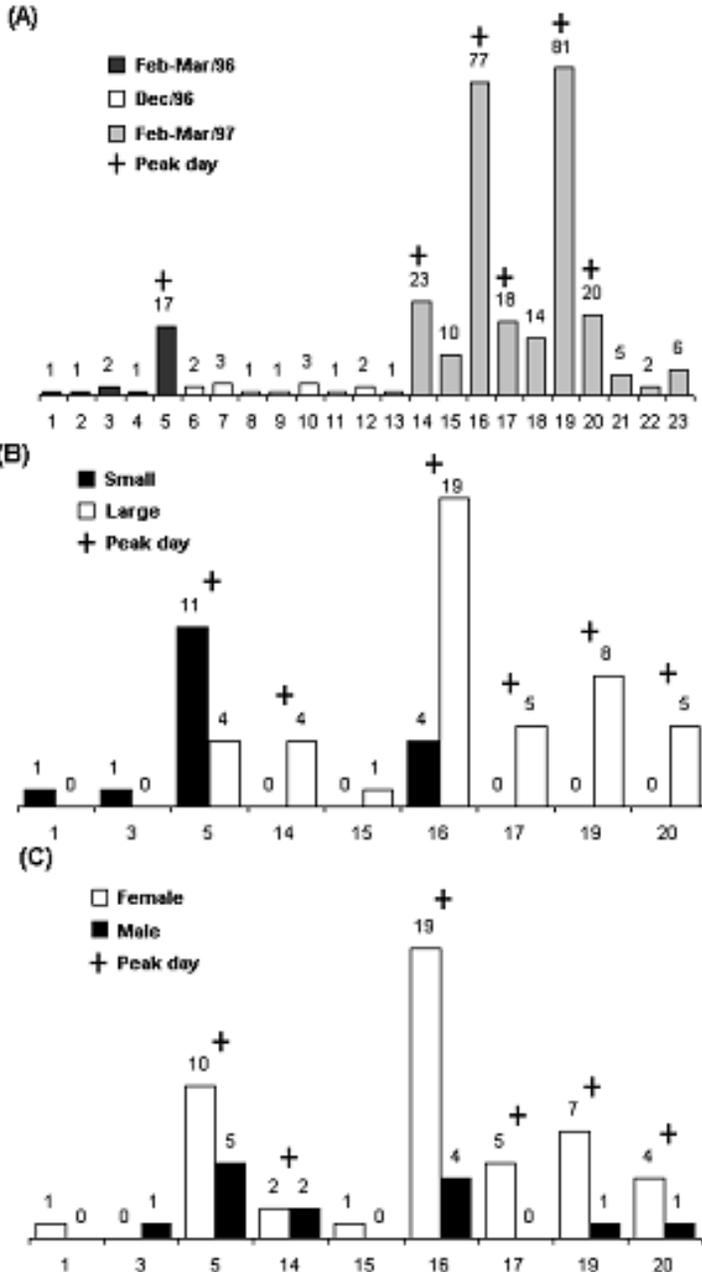 (A)
Feb-Mar/96
Dec/96
Feb-Mar/97
+ Peak day
1 1 2 1 17 2 3 1 1 3 1 2 1 23 10 77 18 14 81 20 5 2 6
1 2 3 4 5 6 7 8 9 10 11 12 13 14 15 16 17 18 19 20 21 22 23
(B)
Small
Large
+ Peak day
1 0 1 0 11 4 0 4 0 1 4 19 0 5 0 8 0 5
1 3 5 14 15 16 17 19 20
(C)
Female
Male
+ Peak day
1 0 0 1 10 5 2 2 1 0 19 4 5 0 7 1 4 1
1 3 5 14 15 16 17 19 20